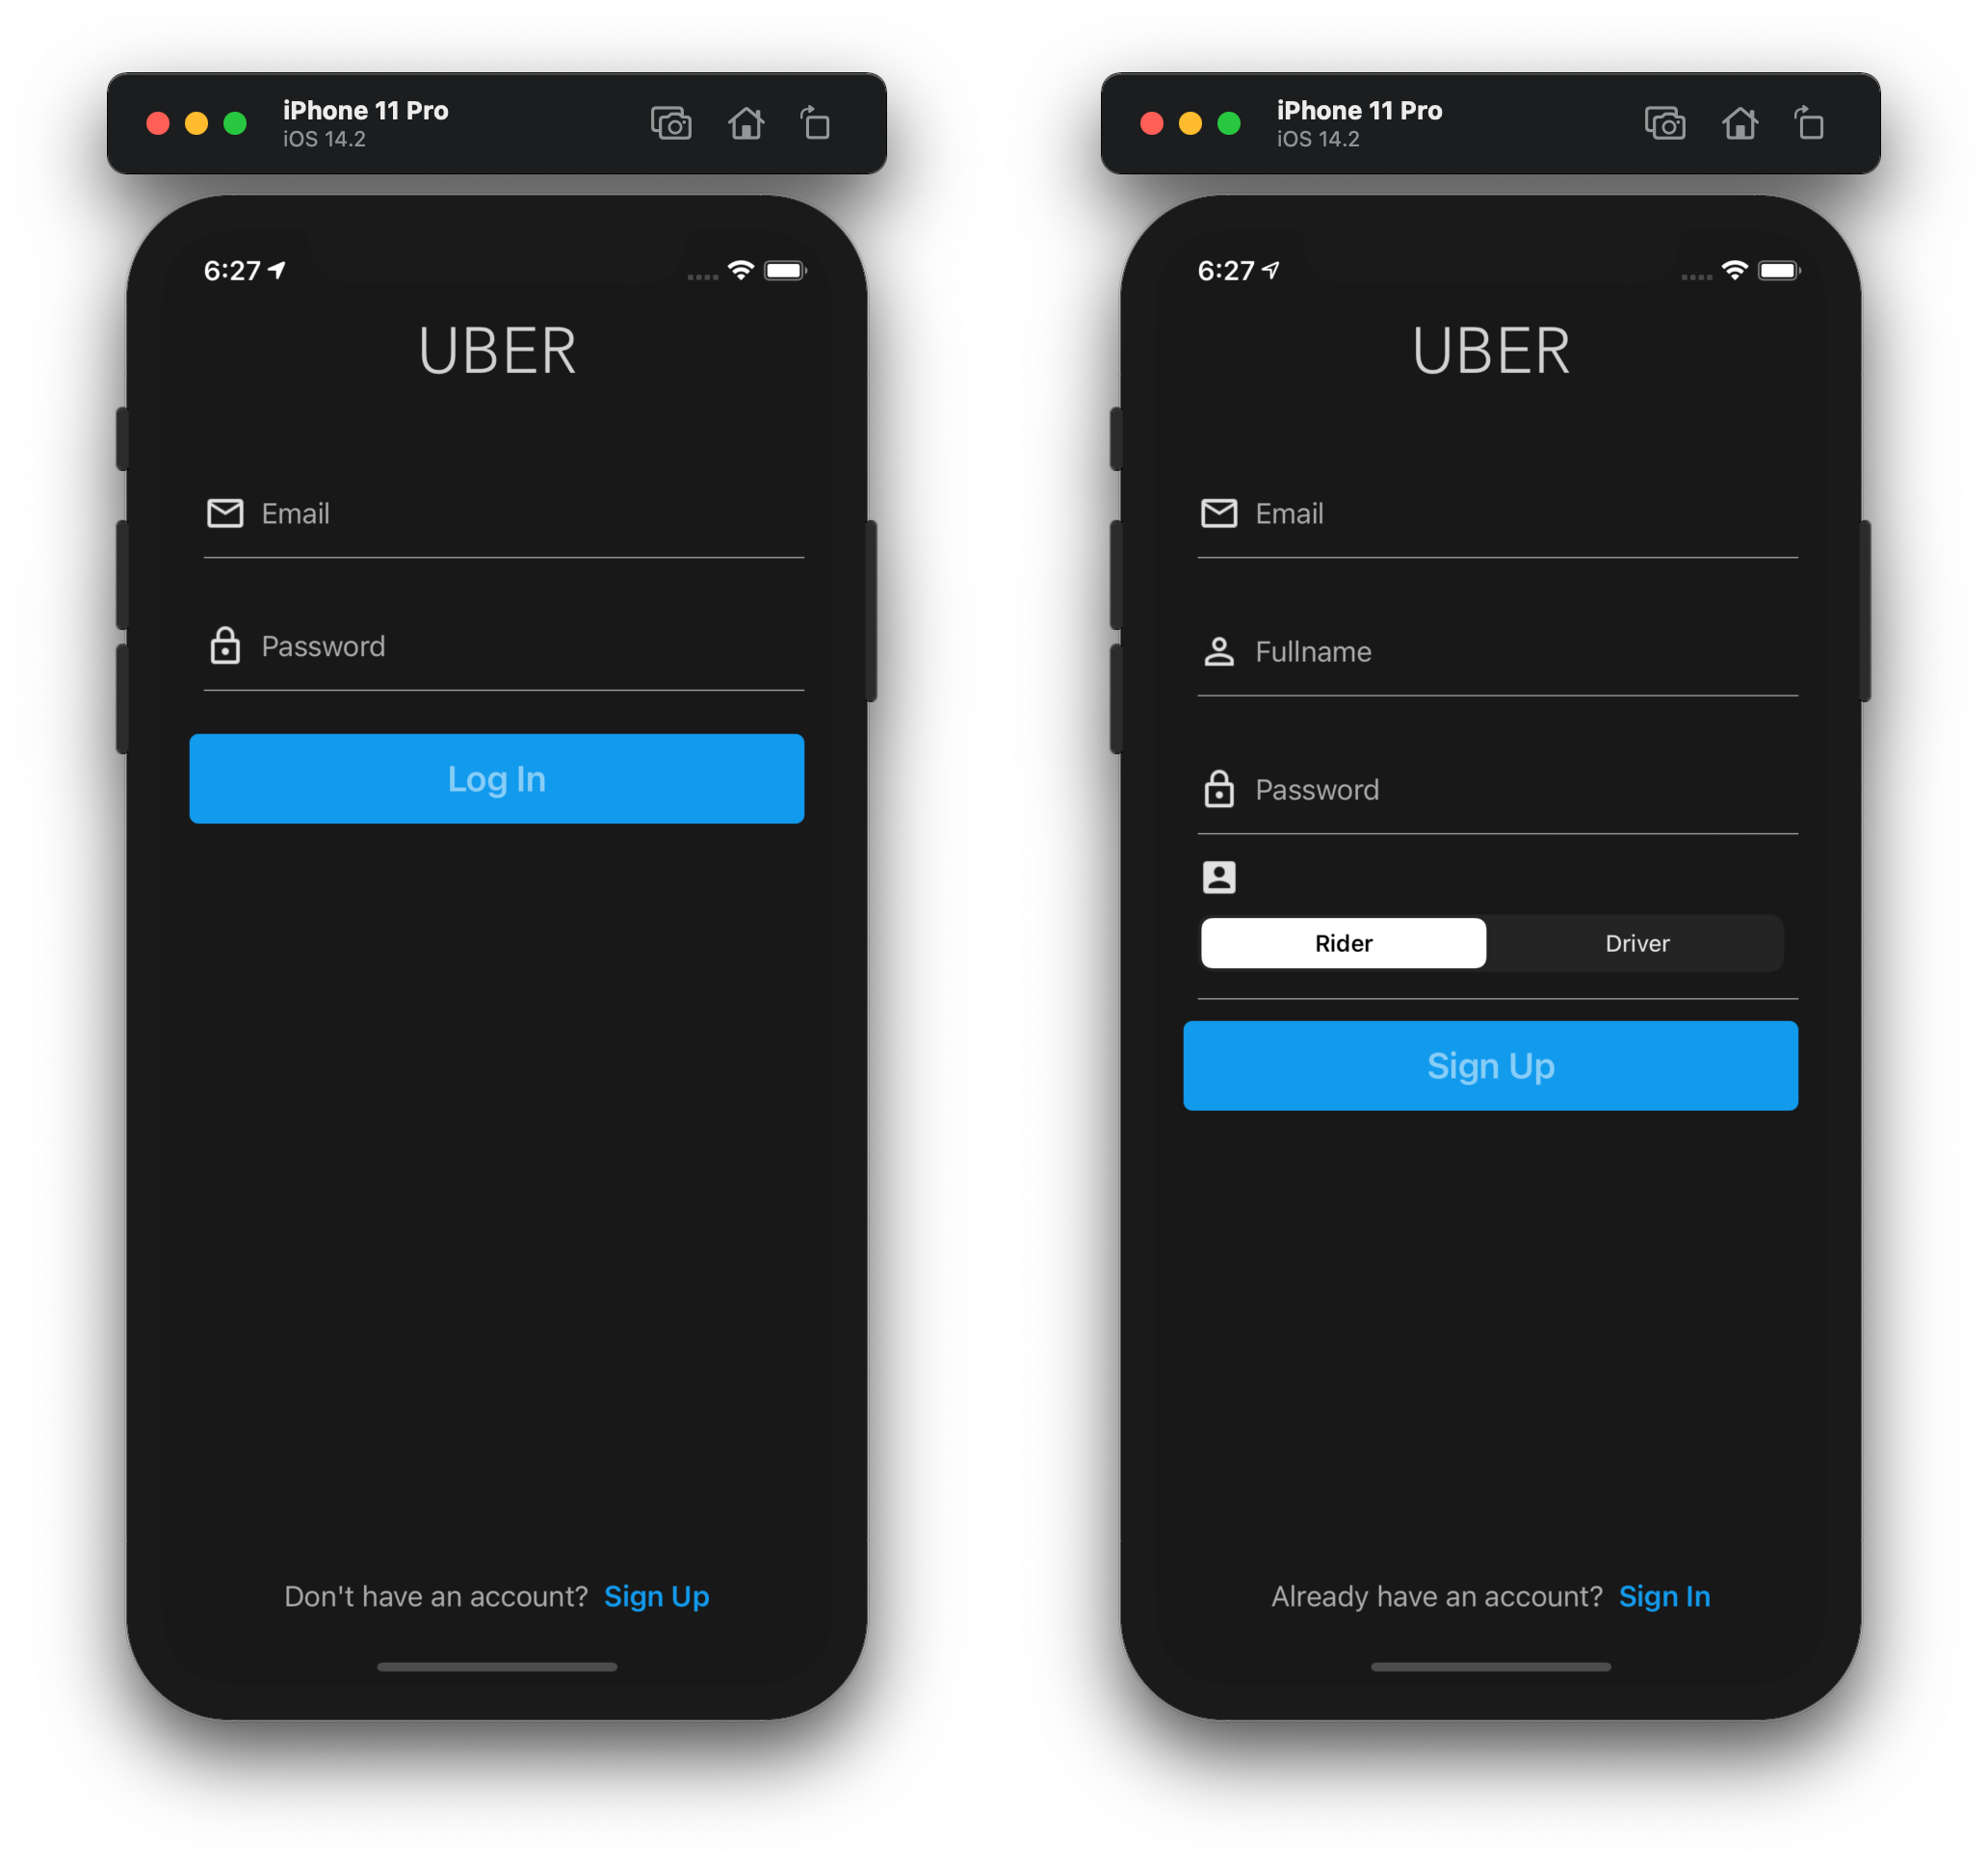 iPhone 11 Pro
iOS 14.2
6:27
UBER
Email
Password
Log In
Don't have an account? Sign Up
iPhone 11 Pro
iOS 14.2
6:27
UBER
Email
Fullname
Password
Rider Driver
Sign Up
Already have an account? Sign In